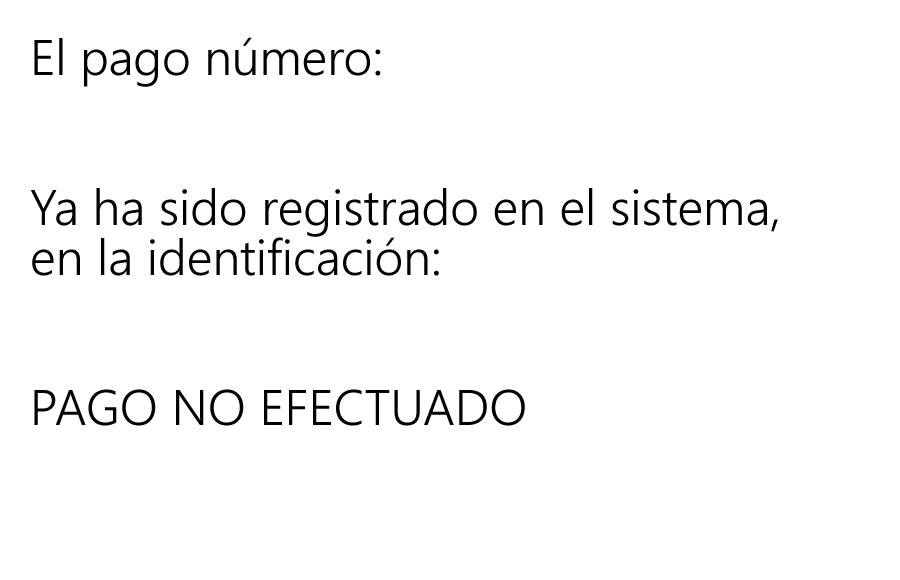 El pago número:
Ya ha sido registrado en el sistema,
en la identificación:
PAGO NO EFECTUADO